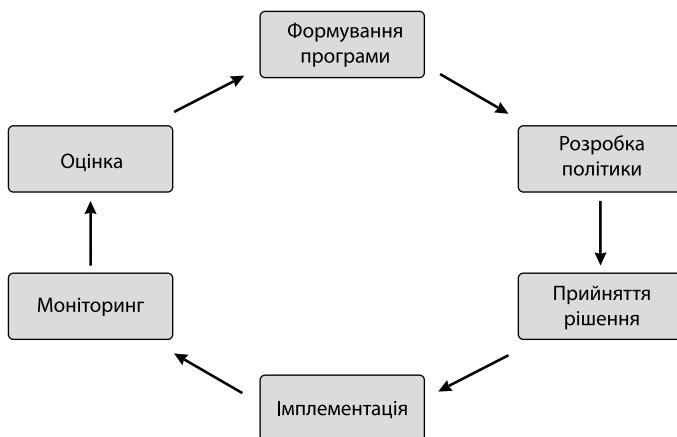 Формування
програми
Розробка
політики
Прийняття
рішення
Імплементація
Моніторинг
Оцінка